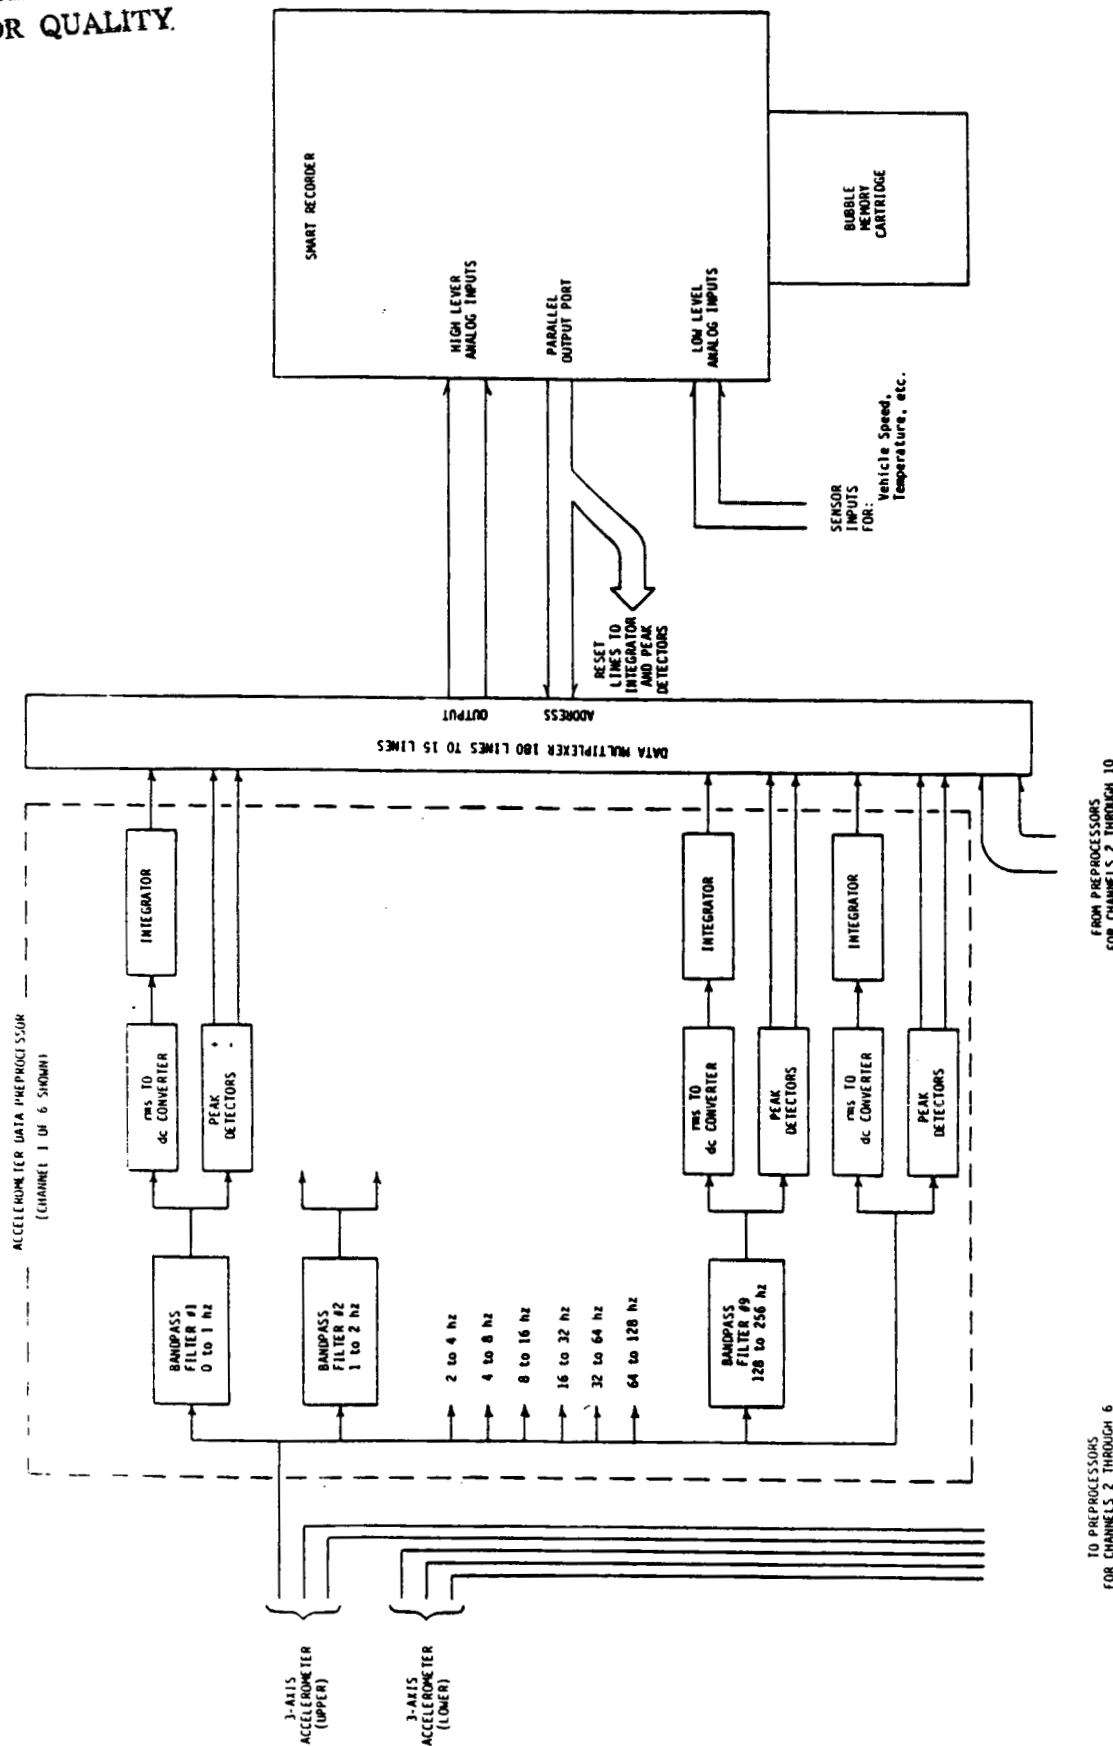 OR QUALITY.
ACCELEROMETER DATA PREPROCESSOR
(CHANNEL 1 OF 6 SHOWN)
3-AXIS
ACCELEROMETER
(UPPER)
3-AXIS
ACCELEROMETER
(LOWER)
TO PREPROCESSORS
FOR CHANNELS 2 THROUGH 6
BANDPASS
FILTER #1
0 to 1 hz
BANDPASS
FILTER #2
1 to 2 hz
2 to 4 hz
4 to 8 hz
8 to 16 hz
16 to 32 hz
32 to 64 hz
64 to 128 hz
BANDPASS
FILTER #9
128 to 256 hz
rms TO
dc CONVERTER
PEAK +
DETECTORS -
INTEGRATOR
rms TO
dc CONVERTER
PEAK
DETECTORS
INTEGRATOR
rms TO
dc CONVERTER
PEAK
DETECTORS
INTEGRATOR
FROM PREPROCESSORS
FOR CHANNELS 2 THROUGH 10
DATA MULTIPLEXER 180 LINES TO 15 LINES
OUTPUT
ADDRESS
RESET
LINES TO
INTEGRATOR
AND PEAK
DETECTORS
SENSOR
INPUTS
FOR: Vehicle Speed,
Temperature, etc.
SMART RECORDER
HIGH LEVER
ANALOG INPUTS
PARALLEL
OUTPUT PORT
LOW LEVEL
ANALOG INPUTS
BUBBLE
MEMORY
CARTRIDGE